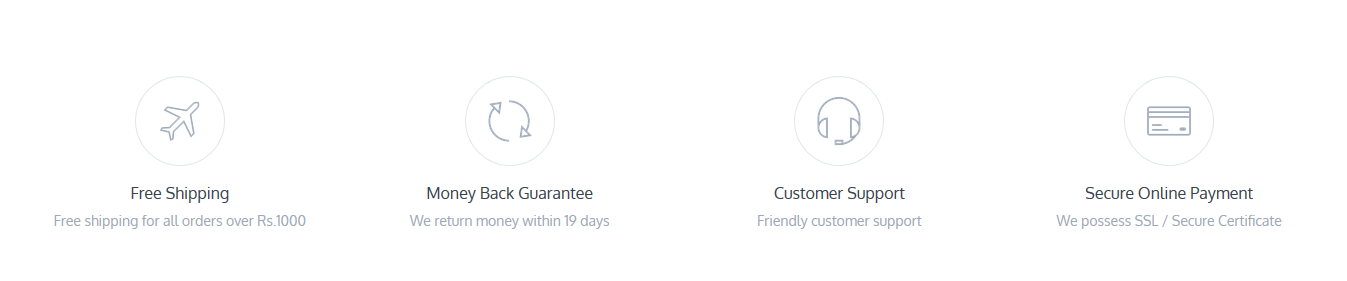 Free Shipping
Free shipping for all orders over Rs.1000
Money Back Guarantee
We return money within 19 days
Customer Support
Friendly customer support
Secure Online Payment
We possess SSL / Secure Certificate